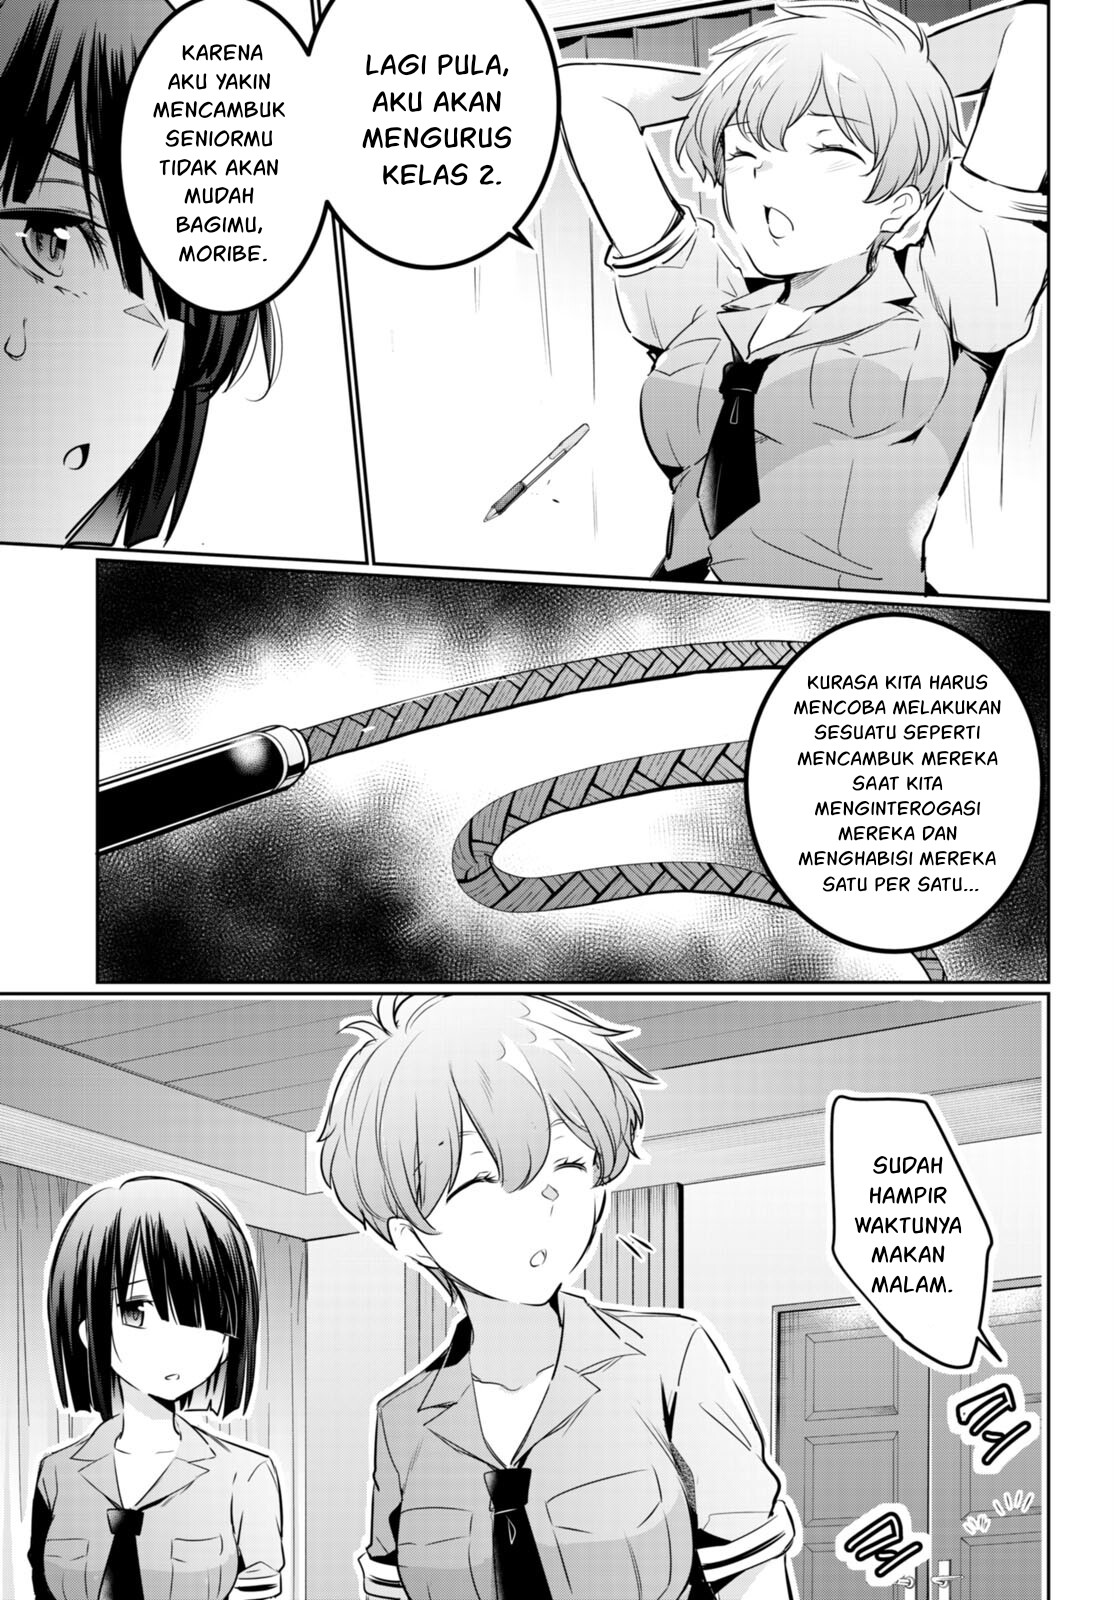 LAGI PULA,
AKU AKAN
MENGURUS
KELAS 2.
KARENA
AKU YAKIN
MENCAMBUK
SENIORMU
TIDAK AKAN
MUDAH
BAGIMU,
MORIBE.
KURASA KITA HARUS
MENCOBA MELAKUKAN
SESUATU SEPERTI
MENCAMBUK MEREKA
SAAT KITA
MENGINTEROGASI
MEREKA DAN
MENGHABISI MEREKA
SATU PER SATU...
SUDAH
HAMPIR
WAKTUNYA
MAKAN
MALAM.